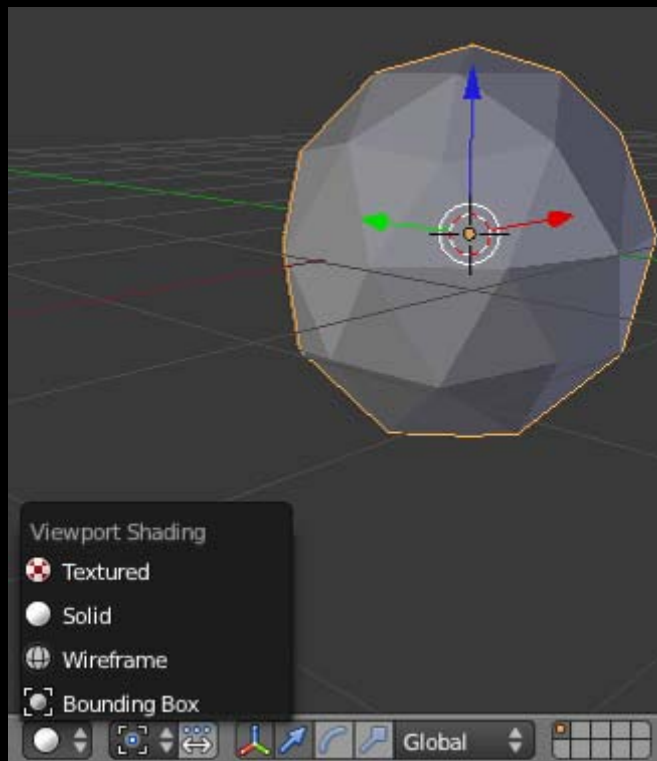 Viewport Shading
Textured
Solid
Wireframe
Bounding Box
Global